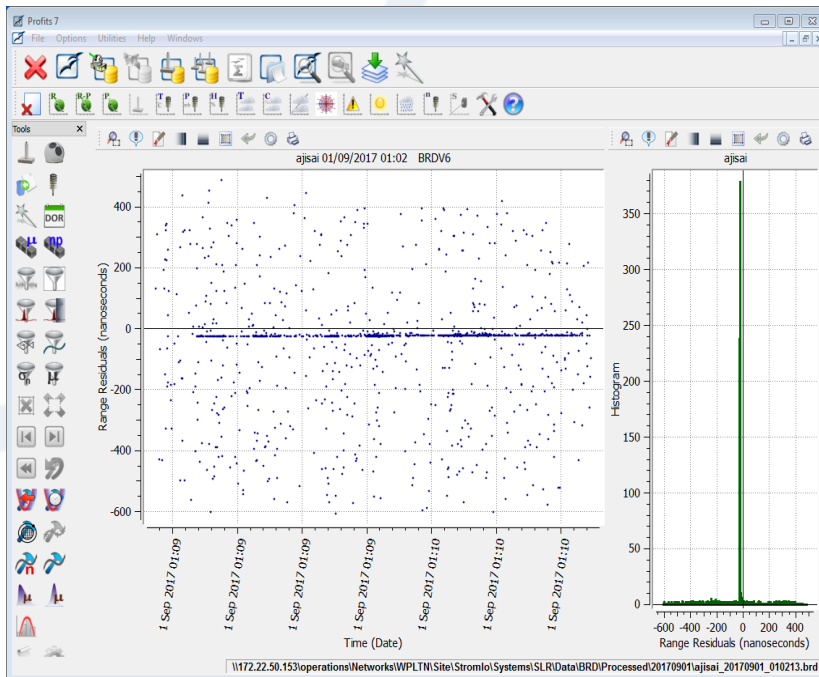 Profits 7
File Options Utilities Help Windows
R R-P P T P H T C n S
Tools
DOR
μ np
ajisai 01/09/2017 01:02 BRDV6
ajisai
Range Residuals (nanoseconds)
400
200
0
-200
-400
-600
1 Sep 2017 01:09
1 Sep 2017 01:09
1 Sep 2017 01:09
1 Sep 2017 01:09
1 Sep 2017 01:10
1 Sep 2017 01:10
1 Sep 2017 01:10
Time (Date)
Histogram
350
300
250
200
150
100
50
0
-600 -400 -200 0 200 400
Range Residuals (nanoseconds)
n
μ μ
\\172.22.50.153\operations\Networks\WPLTN\Site\Stromlo\Systems\SLR\Data\BRD\Processed\20170901\ajisai_20170901_010213.brd